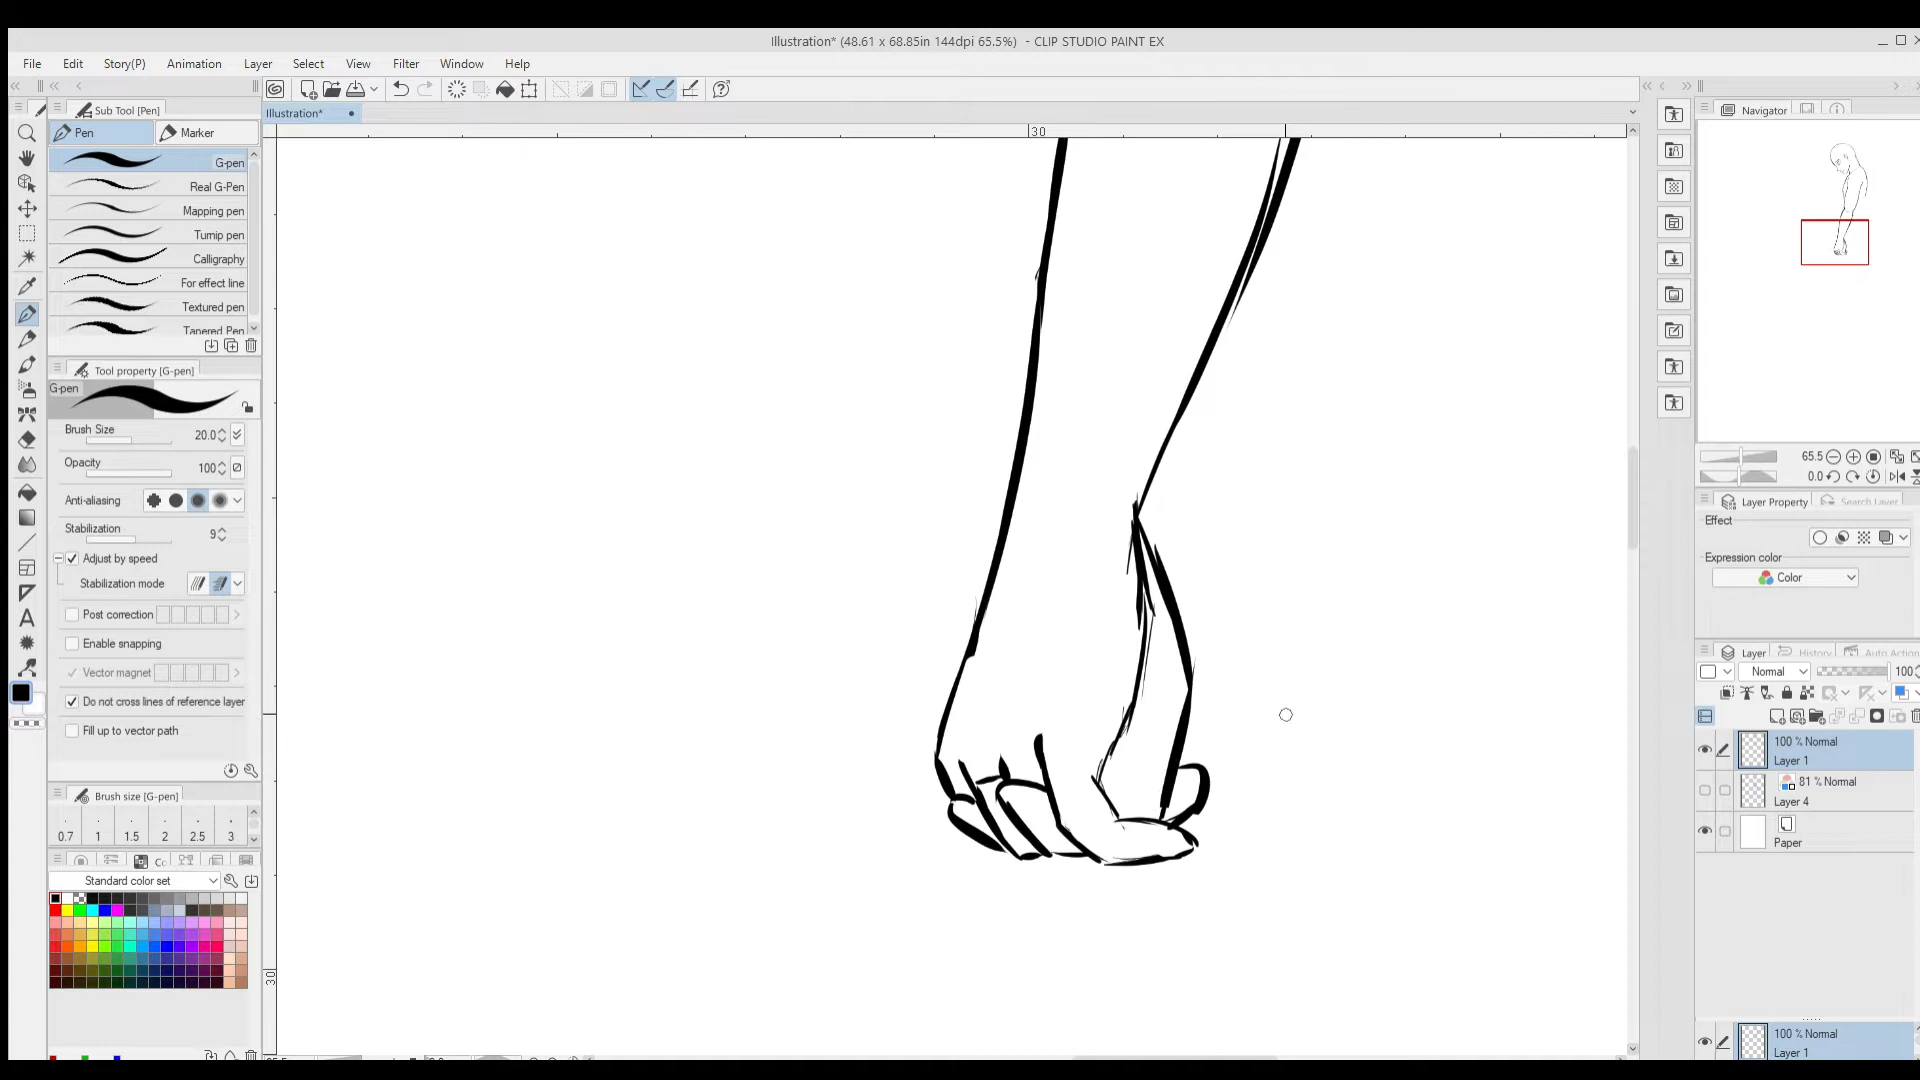 Illustration* (48.61 x 68.85in 144dpi 65.5%) - CLIP STUDIO PAINT EX
File Edit Story(P) Animation Layer Select View Filter Window Help
Sub Tool [Pen]
Pen Marker
G-pen
Real G-Pen
Mapping pen
Turnip pen
Calligraphy
For effect line
Textured pen
Tapered Pen
Tool property [G-pen]
G-pen
Brush Size 20.0
Opacity 100
Anti-aliasing
Stabilization 9
Adjust by speed
Stabilization mode
Post correction
Enable snapping
Vector magnet
Do not cross lines of reference layer
Fill up to vector path
Brush size [G-pen]
0.7 1 1.5 2 2.5 3
Standard color set
Illustration*
30
30
Navigator
65.5
0.0
Layer Property Search Layer
Effect
Expression color
Color
Layer History Auto Action
Normal 100
100 % Normal
Layer 1
81 % Normal
Layer 4
Paper
100 % Normal
Layer 1